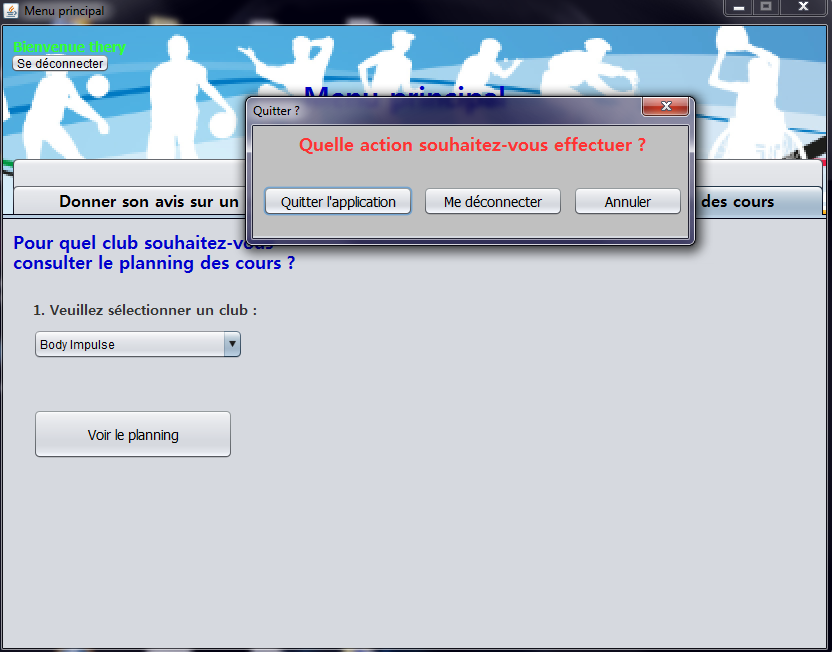 Menu principal
Bienvenue thery
Se déconnecter
Menu principal
Quitter ?
Quelle action souhaitez-vous effectuer ?
Quitter l'application
Me déconnecter
Annuler
Donner son avis sur un
des cours
Pour quel club souhaitez-vous
consulter le planning des cours ?
1. Veuillez sélectionner un club :
Body Impulse
Voir le planning